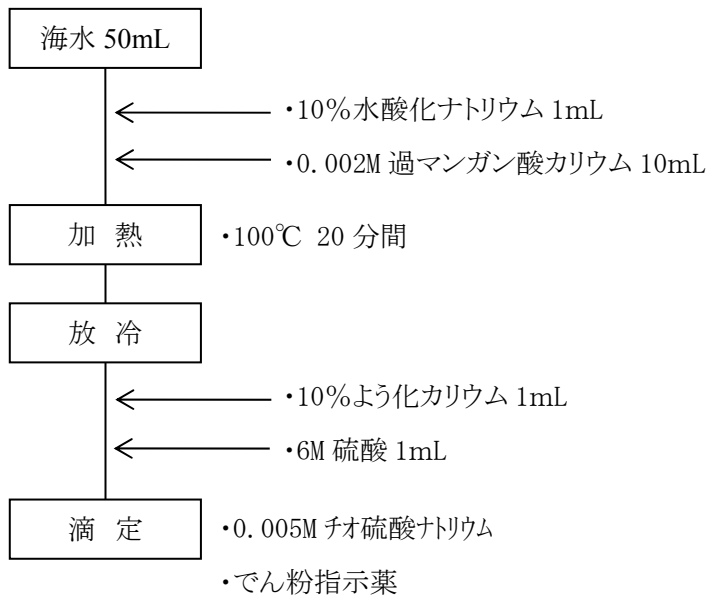 海水 50mL
・10％水酸化ナトリウム 1mL
・0.002M 過マンガン酸カリウム 10mL
加 熱 ・100℃ 20 分間
放 冷
・10％よう化カリウム 1mL
・6M 硫酸 1mL
滴 定 ・0.005M チオ硫酸ナトリウム
・でん粉指示薬